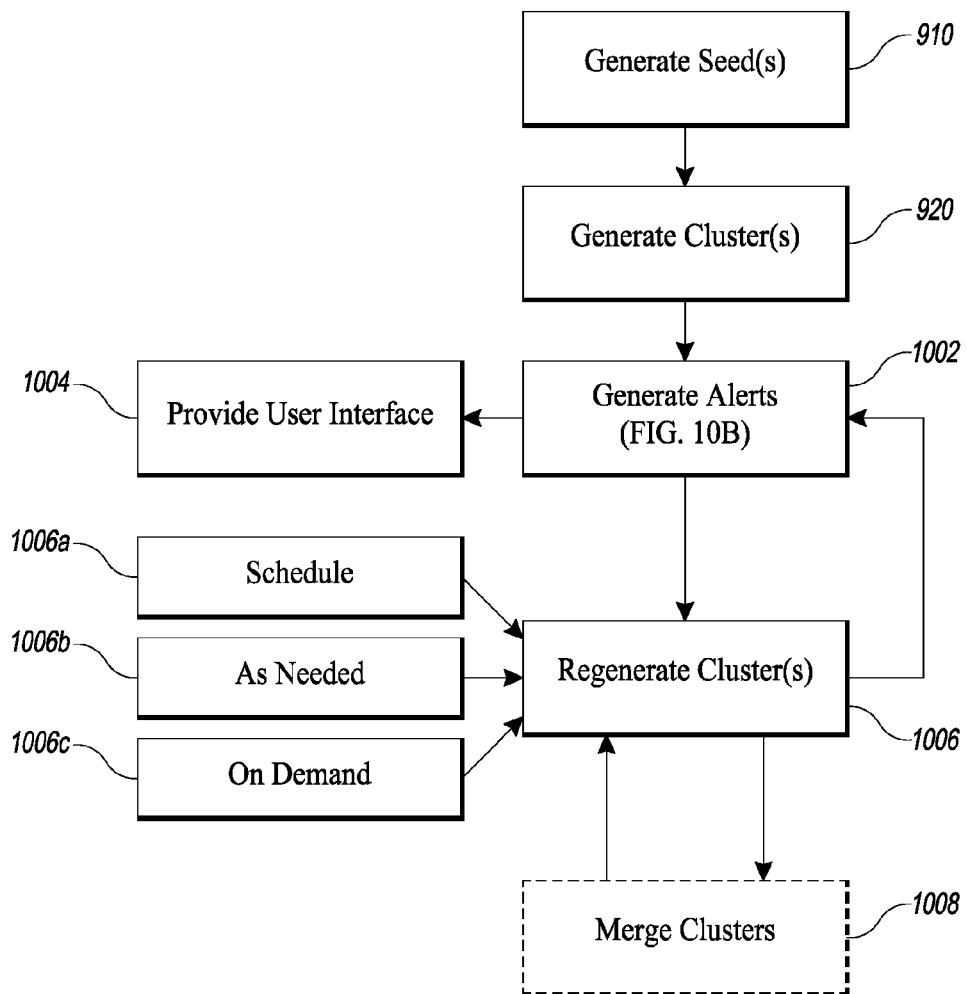 910
Generate Seed(s)
920
Generate Cluster(s)
1002
1004
Generate Alerts
(FIG. 10B)
Provide User Interface
1006a
Schedule
1006b
As Needed
Regenerate Cluster(s)
1006c
1006
On Demand
1008
Merge Clusters